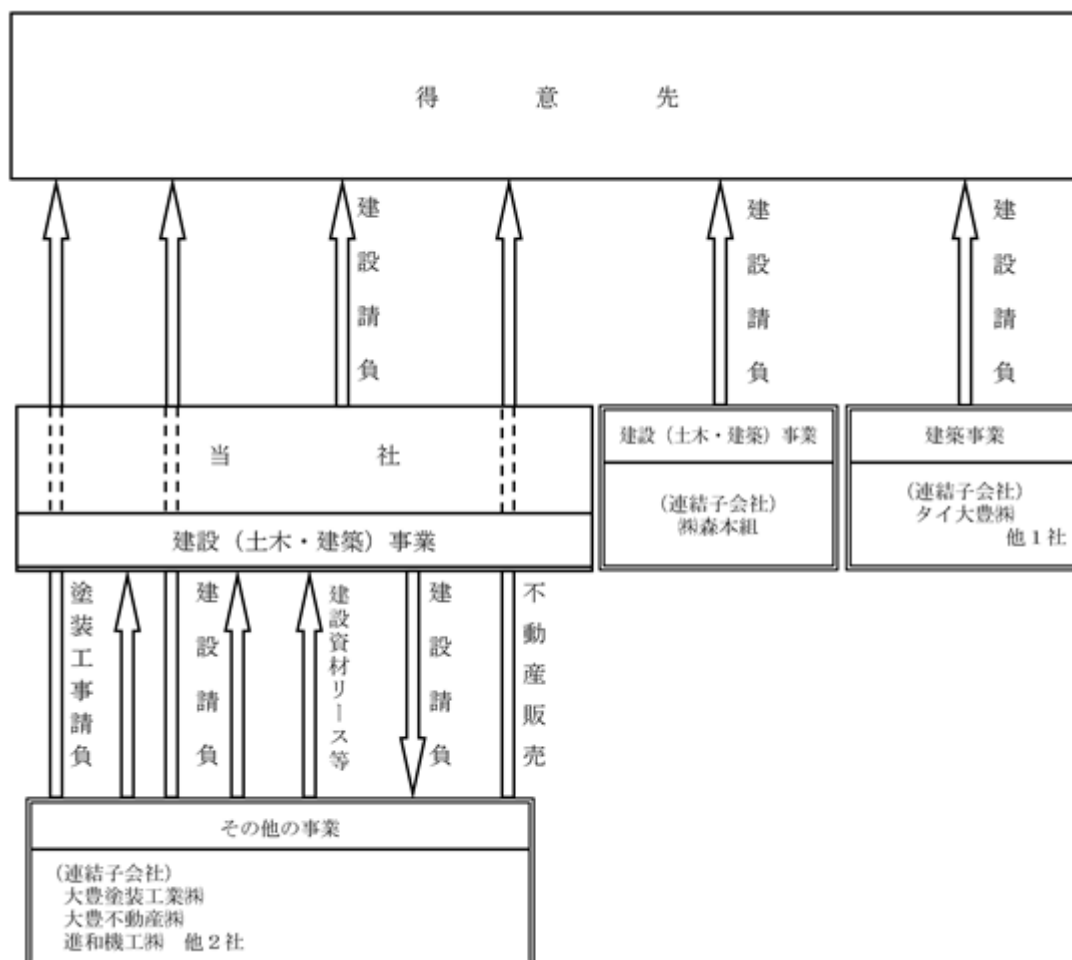 得意先
建設請負
建設請負
建設請負
当社
建設（土木・建築）事業
建設（土木・建築）事業
（連結子会社）
㈱森本組
建築事業
（連結子会社）
タイ大豊㈱
他１社
塗装工事請負
建設請負
建設資材リース等
建設請負
不動産販売
その他の事業
（連結子会社）
大豊塗装工業㈱
大豊不動産㈱
進和機工㈱　他２社